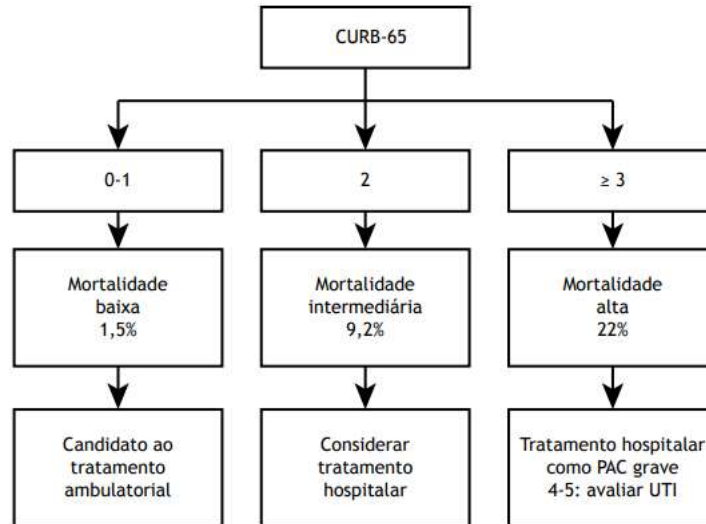 CURB-65
0-1
2
≥ 3
Mortalidade
baixa
1,5%
Mortalidade
intermediária
9,2%
Mortalidade
alta
22%
Candidato ao
tratamento
ambulatorial
Considerar
tratamento
hospitalar
Tratamento hospitalar
como PAC grave
4-5: avaliar UTI